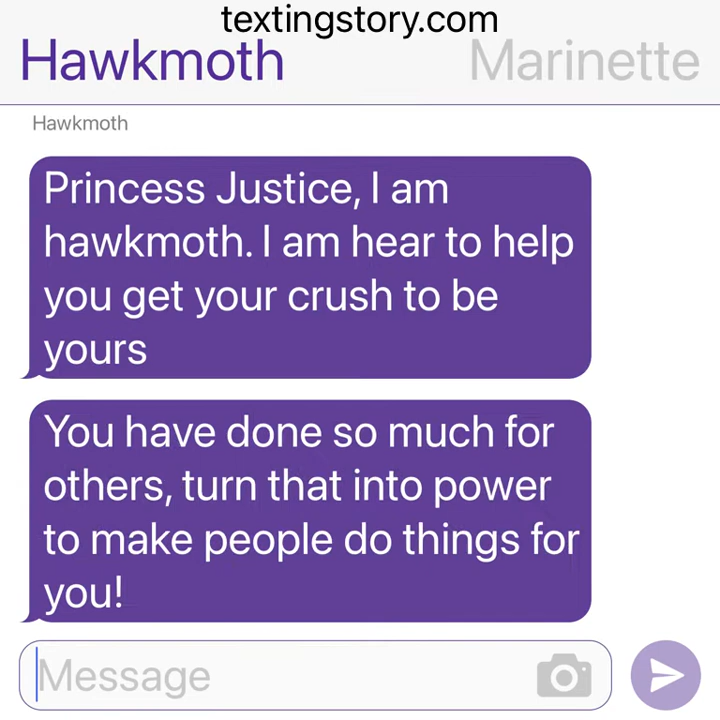 textingstory.com
Hawkmoth Marinette
Hawkmoth
Princess Justice, I am
hawkmoth. I am hear to help
you get your crush to be
yours
You have done so much for
others, turn that into power
to make people do things for
you!
Message